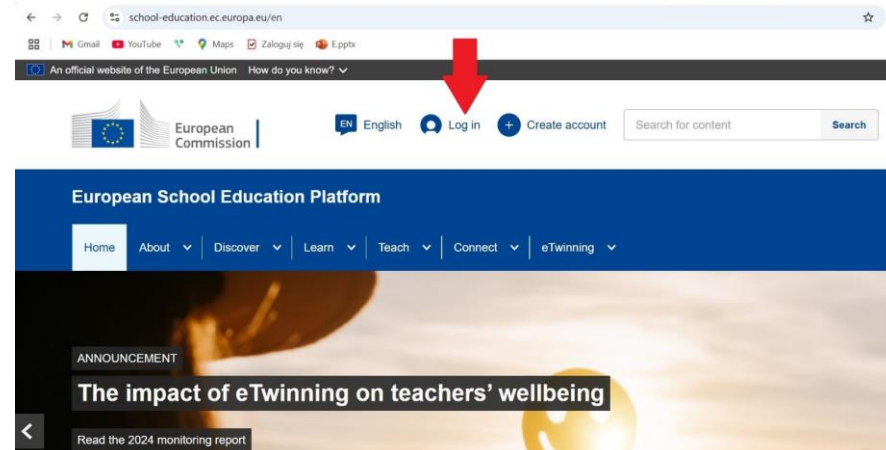 school-education.ec.europa.eu/en
Gmail YouTube Maps Zaloguj się E.pptx
An official website of the European Union How do you know?
European
Commission
EN English Log in Create account Search for content Search
European School Education Platform
Home About Discover Learn Teach Connect eTwinning
ANNOUNCEMENT
The impact of eTwinning on teachers' wellbeing
Read the 2024 monitoring report